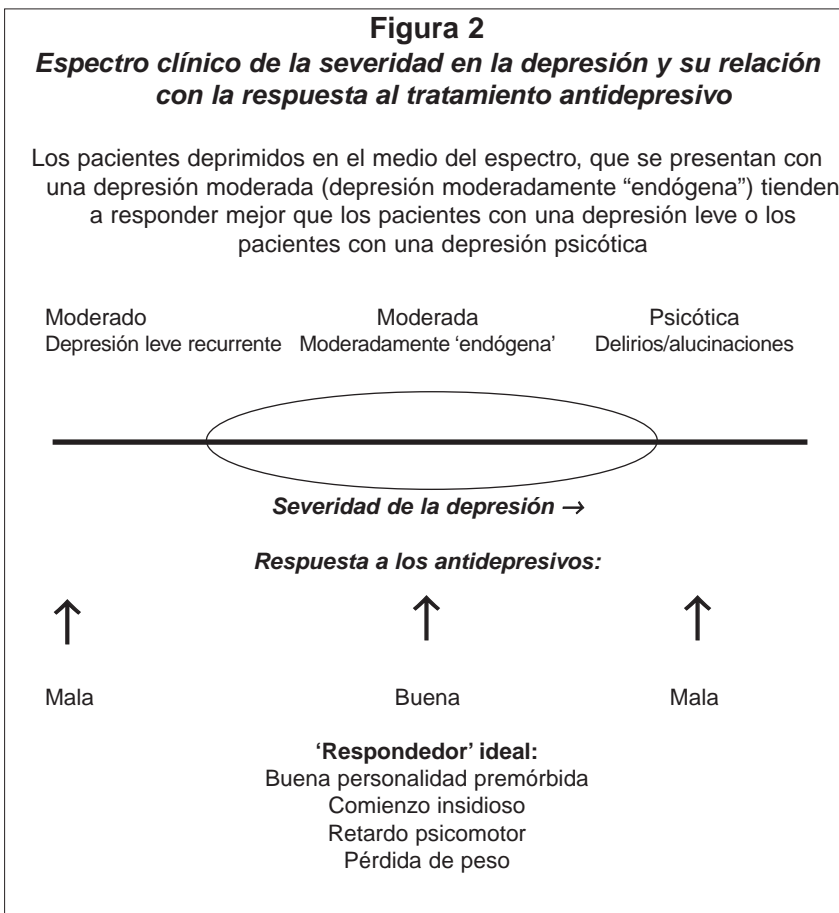 Figura 2
Espectro clínico de la severidad en la depresión y su relación
con la respuesta al tratamiento antidepresivo
Los pacientes deprimidos en el medio del espectro, que se presentan con
una depresión moderada (depresión moderadamente “endógena”) tienden
a responder mejor que los pacientes con una depresión leve o los
pacientes con una depresión psicótica
Moderado Moderada Psicótica
Depresión leve recurrente Moderadamente ‘endógena’ Delirios/alucinaciones
Severidad de la depresión →
Respuesta a los antidepresivos:
Mala Buena Mala
‘Respondedor’ ideal:
Buena personalidad premórbida
Comienzo insidioso
Retardo psicomotor
Pérdida de peso